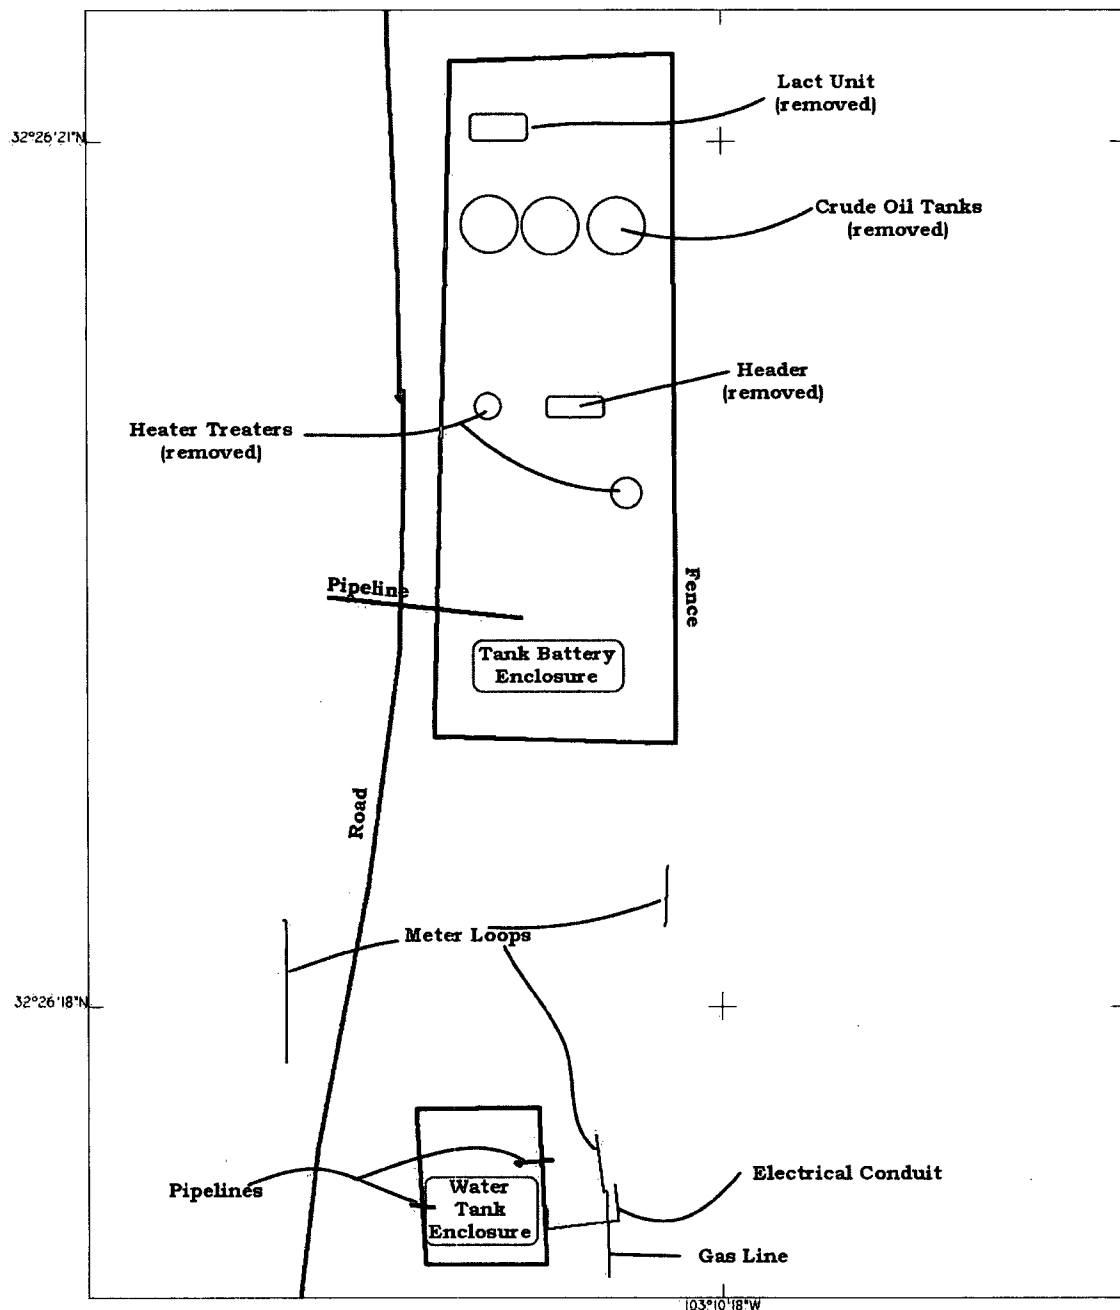 Lact Unit
(removed)
32°26'21"N
Crude Oil Tanks
(removed)
Header
(removed)
Heater Treaters
(removed)
Pipeline
Fence
Tank Battery
Enclosure
Road
Meter Loops
32°26'18"N
Electrical Conduit
Pipelines
Water
Tank
Enclosure
Gas Line
103°10'18"W